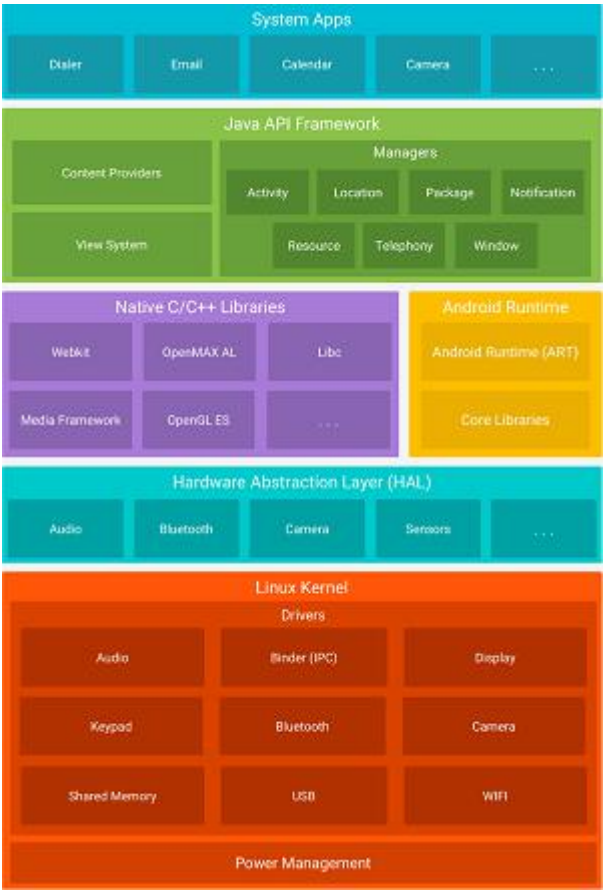 System Apps
Dialer Email Calendar Camera ...
Java API Framework
Content Providers
Managers
Activity Location Package Notification
View System
Resource Telephony Window
Native C/C++ Libraries
Webkit OpenMAX AL Libc
Media Framework OpenGL ES ...
Android Runtime
Android Runtime (ART)
Core Libraries
Hardware Abstraction Layer (HAL)
Audio Bluetooth Camera Sensors ...
Linux Kernel
Drivers
Audio Binder (IPC) Display
Keypad Bluetooth Camera
Shared Memory USB WIFI
Power Management